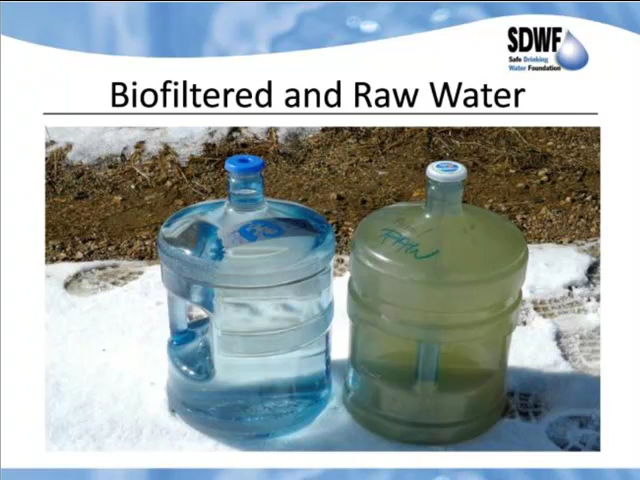 SDWF
Safe Drinking
Water Foundation
Biofiltered and Raw Water
RAW